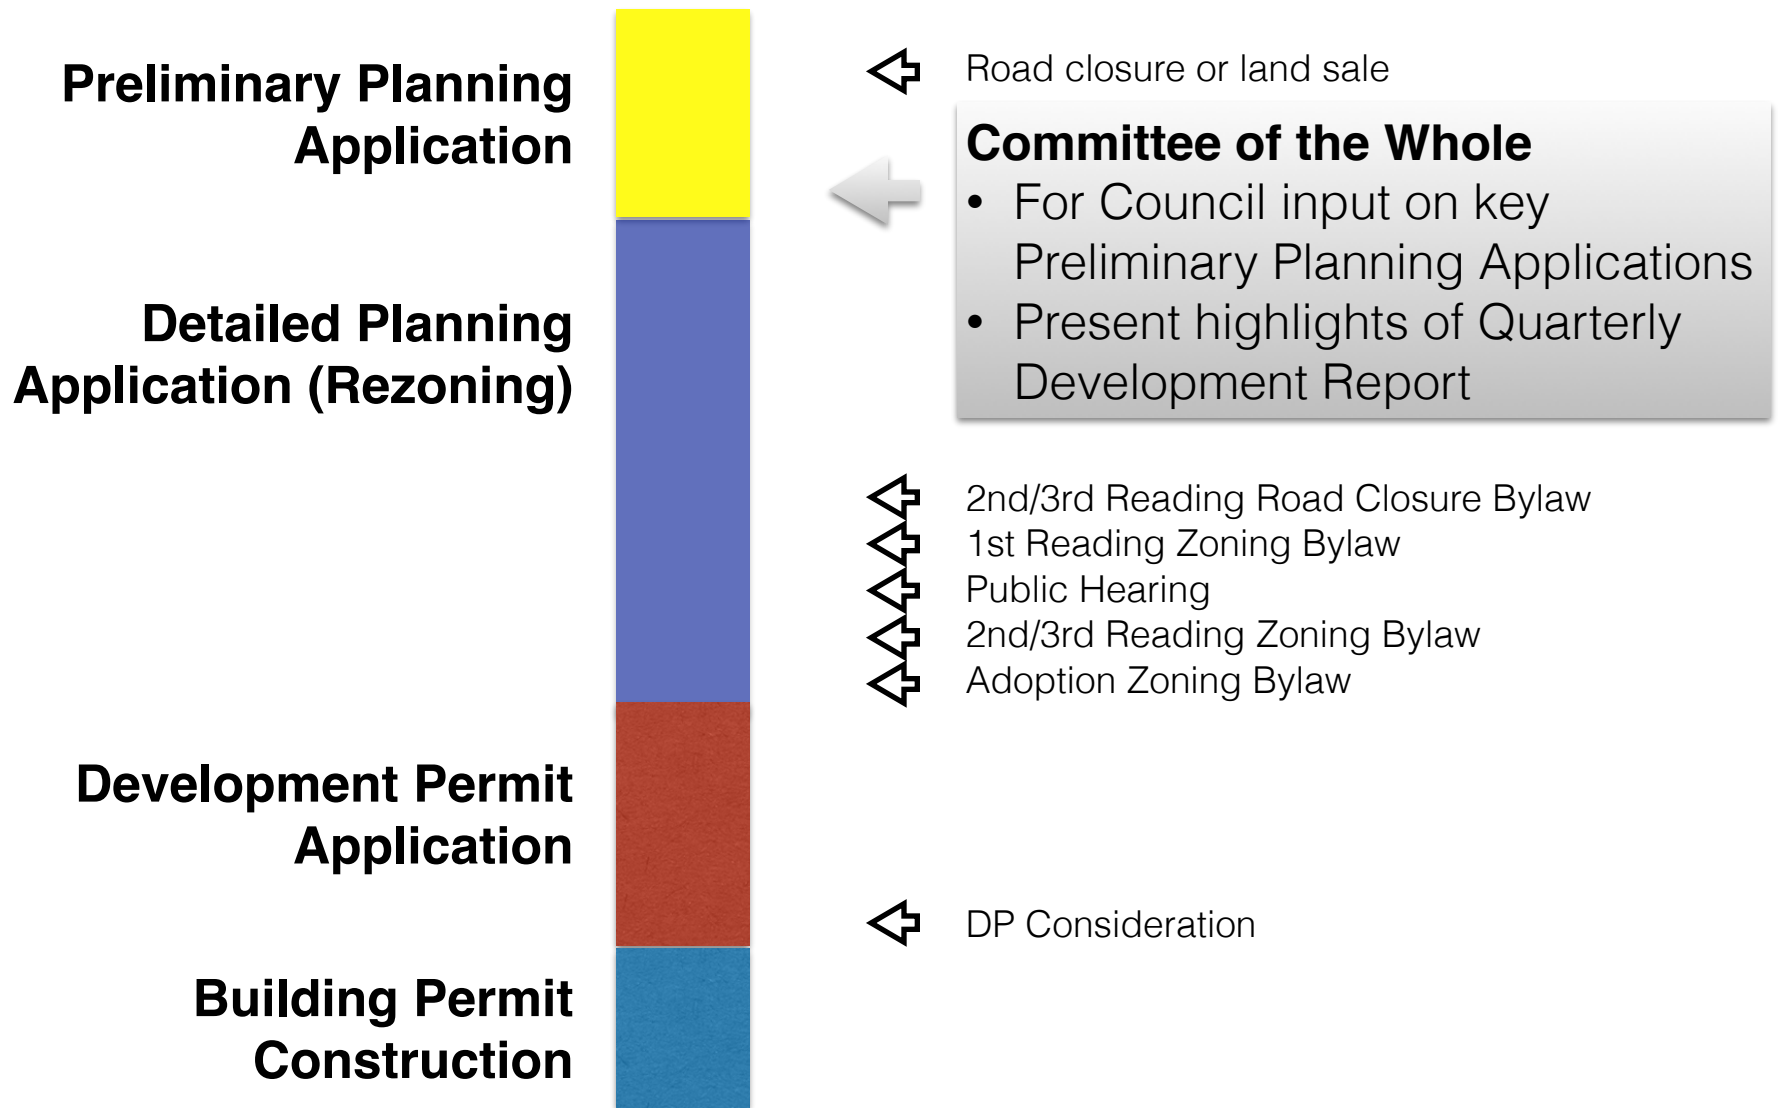 Preliminary Planning
Application
Road closure or land sale
Committee of the Whole
• For Council input on key
Preliminary Planning Applications
• Present highlights of Quarterly
Development Report
Detailed Planning
Application (Rezoning)
2nd/3rd Reading Road Closure Bylaw
1st Reading Zoning Bylaw
Public Hearing
2nd/3rd Reading Zoning Bylaw
Adoption Zoning Bylaw
Development Permit
Application
DP Consideration
Building Permit
Construction